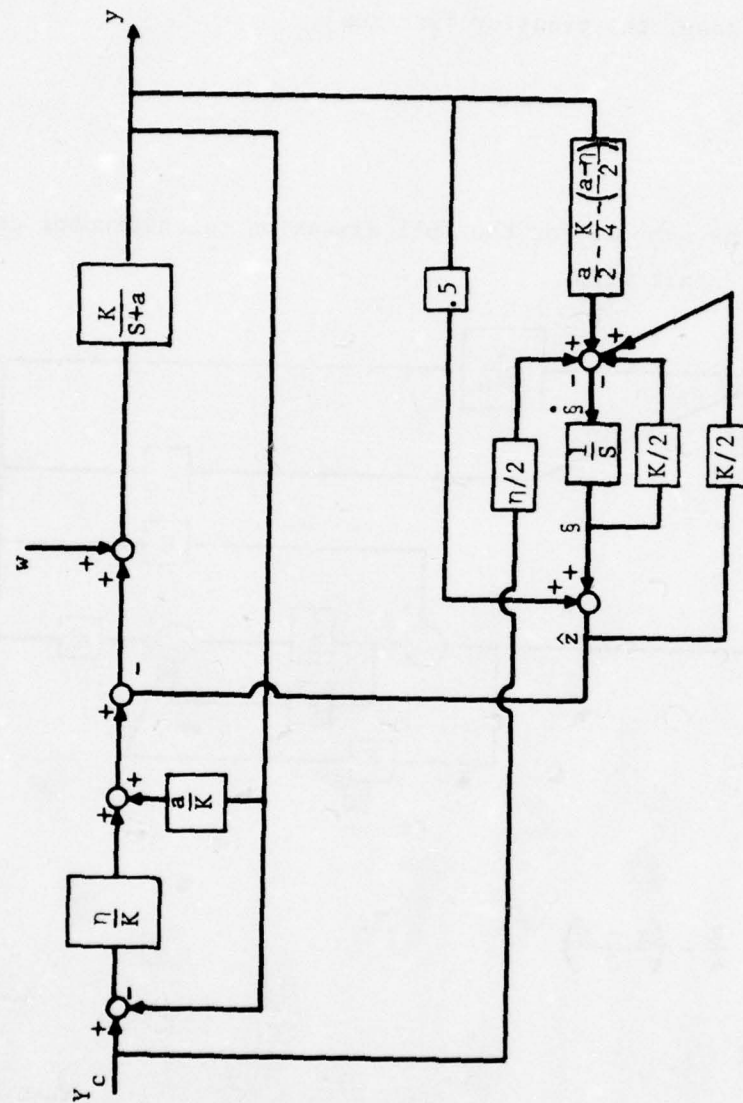 Y_c
+
-
η/K
+
+
a/K
+
-
w
+
+
K/(S+a)
y
.5
η/2
a/2 - K/4 - (a-η/2)
+
+
-
-
ξ̇
1/S
ξ
K/2
K/2
+
+
ẑ